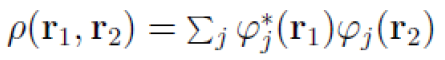 ρ(r₁, r₂) = ∑ⱼ φⱼ*(r₁)φⱼ(r₂)